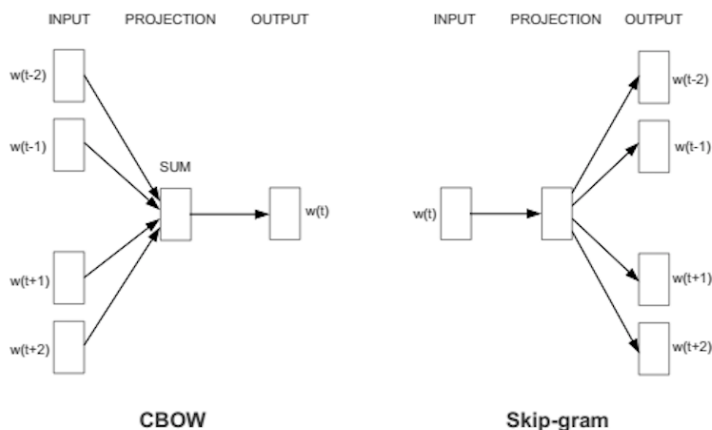 INPUT PROJECTION OUTPUT
w(t-2)
w(t-1)
SUM
w(t)
w(t+1)
w(t+2)
CBOW
INPUT PROJECTION OUTPUT
w(t-2)
w(t-1)
w(t)
w(t+1)
w(t+2)
Skip-gram